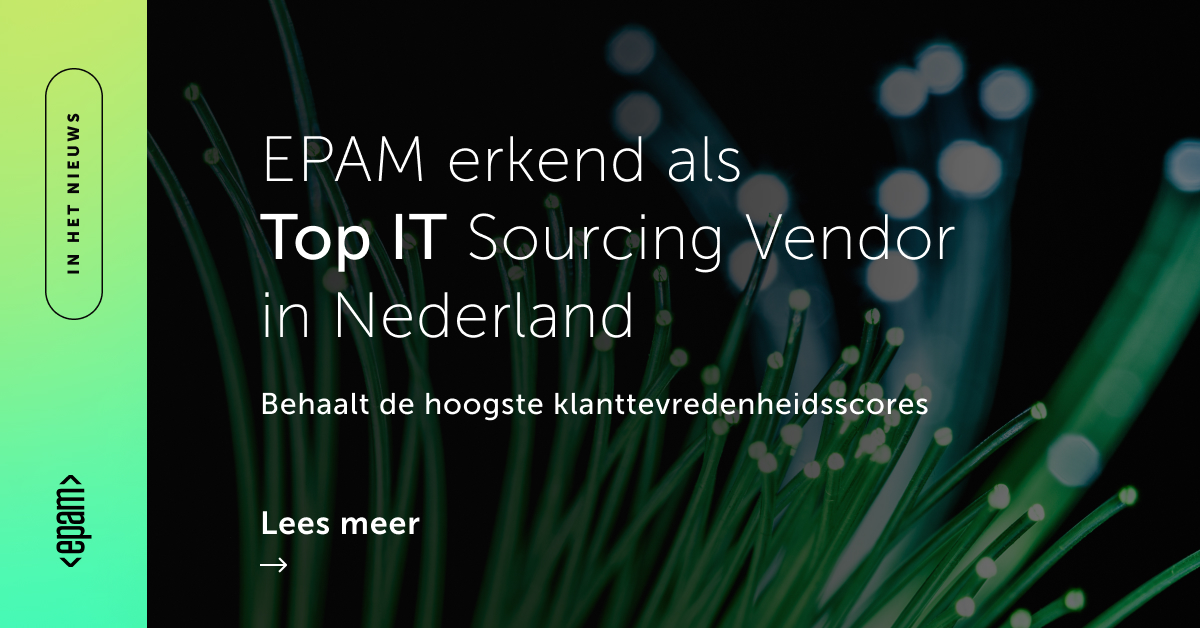 IN HET NIEUWS
<epam>
EPAM erkend als
Top IT Sourcing Vendor
in Nederland
Behaalt de hoogste klanttevredenheidsscores
Lees meer
→